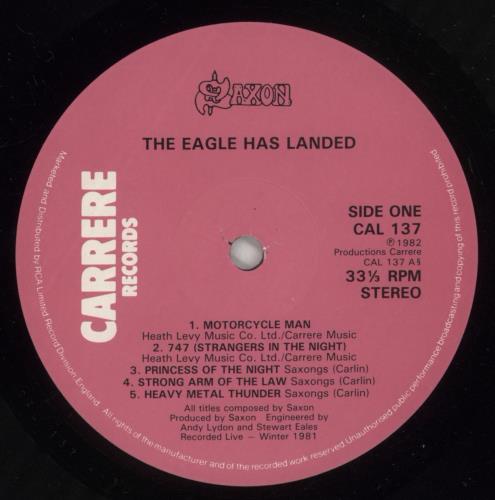 SAXON
THE EAGLE HAS LANDED
CARRERE
RECORDS
SIDE ONE
CAL 137
Ⓟ1982
Productions Carrere
CAL 137 A§
33⅓ RPM
STEREO
1. MOTORCYCLE MAN
Heath Levy Music Co. Ltd./Carrere Music
2. 747 (STRANGERS IN THE NIGHT)
Heath Levy Music Co. Ltd./Carrere Music
3. PRINCESS OF THE NIGHT Saxongs (Carlin)
4. STRONG ARM OF THE LAW Saxongs (Carlin)
5. HEAVY METAL THUNDER Saxongs (Carlin)
All titles composed by Saxon
Produced by Saxon Engineered by
Andy Lydon and Stewart Eales
Recorded Live – Winter 1981
Marketed and Distributed by RCA Limited, Record Division, England. All rights of the manufacturer and of the recorded work reserved. Unauthorised public performance, broadcasting and copying of this record prohibited